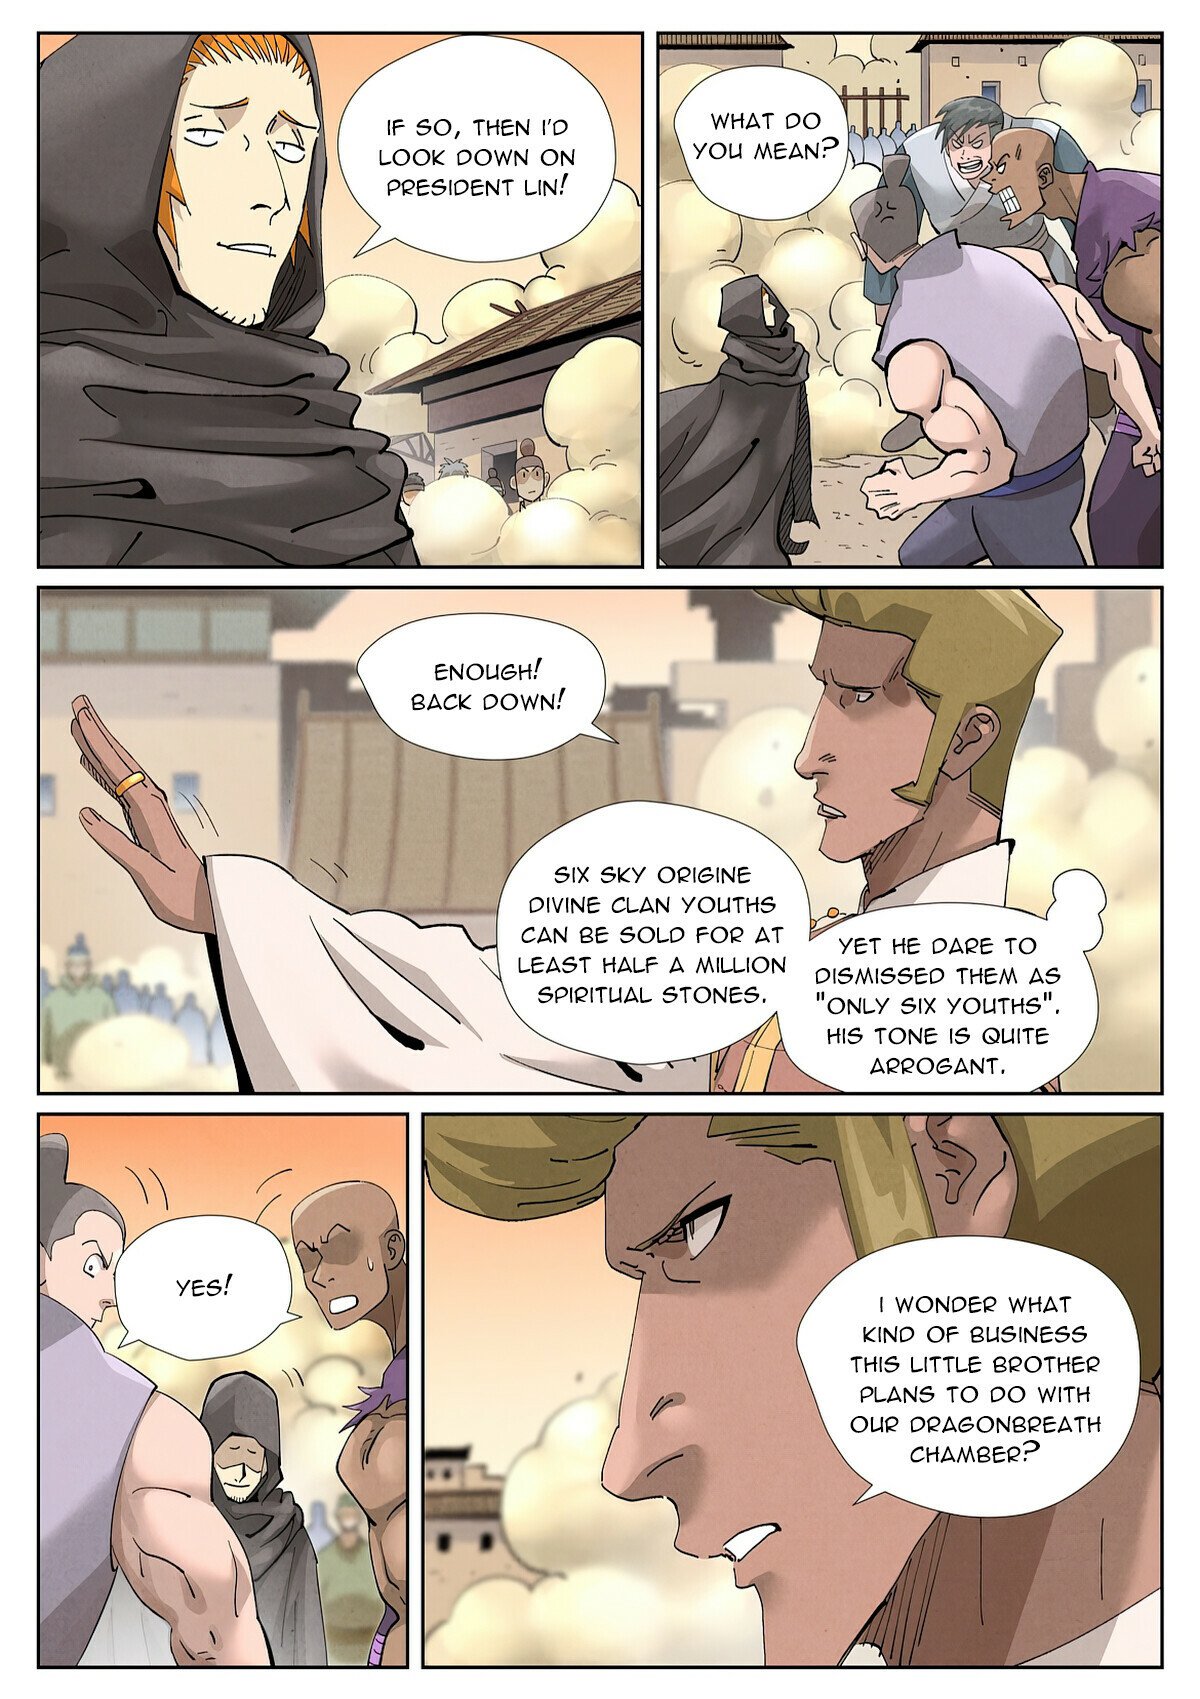 IF SO, THEN I'D
LOOK DOWN ON
PRESIDENT LIN!
WHAT DO
YOU MEAN?
ENOUGH!
BACK DOWN!
SIX SKY ORIGINE
DIVINE CLAN YOUTHS
CAN BE SOLD FOR AT
LEAST HALF A MILLION
SPIRITUAL STONES.
YET HE DARE TO
DISMISSED THEM AS
"ONLY SIX YOUTHS".
HIS TONE IS QUITE
ARROGANT.
YES!
I WONDER WHAT
KIND OF BUSINESS
THIS LITTLE BROTHER
PLANS TO DO WITH
OUR DRAGONBREATH
CHAMBER?